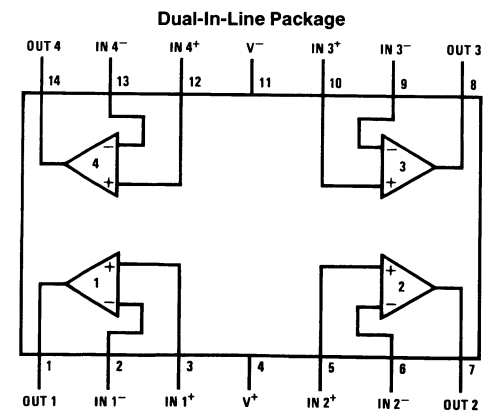 Dual-In-Line Package
OUT 4 IN 4⁻ IN 4⁺ V⁻ IN 3⁺ IN 3⁻ OUT 3
14 13 12 11 10 9 8
− −
4 3
+ +
+ +
1 2
− −
1 2 3 4 5 6 7
OUT 1 IN 1⁻ IN 1⁺ V⁺ IN 2⁺ IN 2⁻ OUT 2